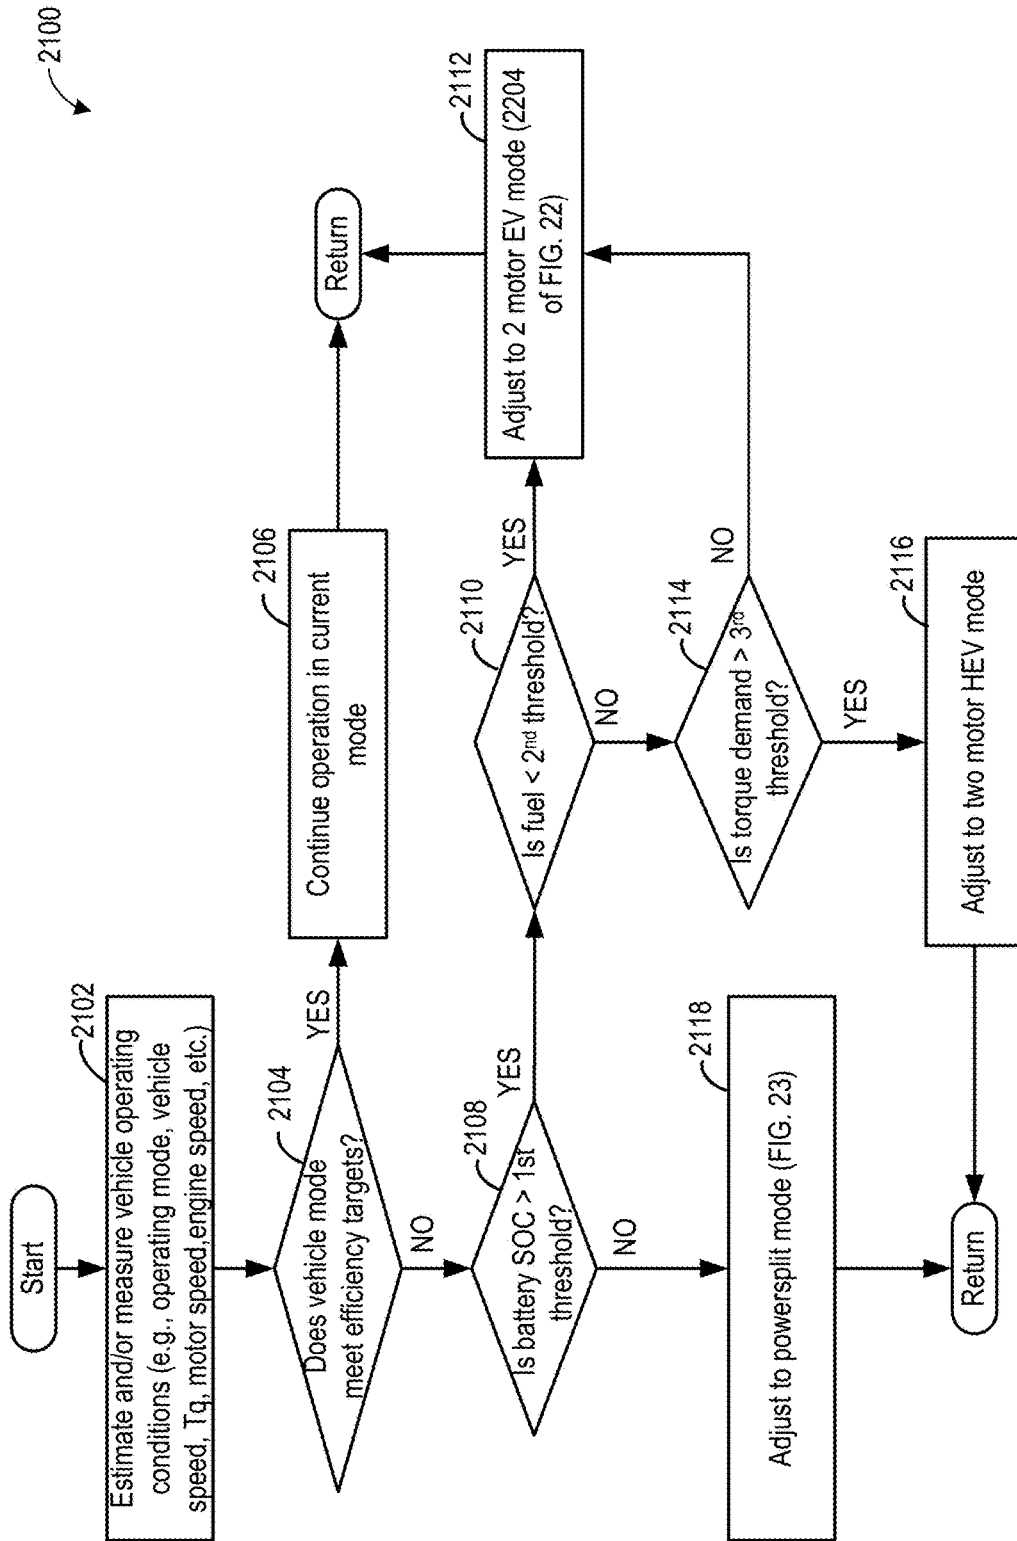 2100
Start
2102
Estimate and/or measure vehicle operating
conditions (e.g., operating mode, vehicle
speed, Tq, motor speed,engine speed, etc.)
2104
Does vehicle mode
meet efficiency targets?
YES
NO
2106
Continue operation in current
mode
Return
2108
Is battery SOC > 1st
threshold?
YES
NO
2110
Is fuel < 2nd threshold?
YES
NO
2112
Adjust to 2 motor EV mode (2204
of FIG. 22)
2114
Is torque demand > 3rd
threshold?
NO
YES
2116
Adjust to two motor HEV mode
2118
Adjust to powersplit mode (FIG. 23)
Return